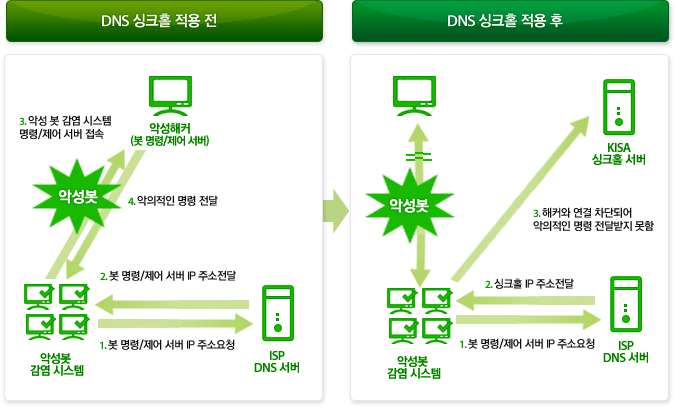 DNS 싱크홀 적용 전
3. 악성 봇 감염 시스템
명령/제어 서버 접속
악성해커
(봇 명령/제어 서버)
악성봇
4. 악의적인 명령 전달
2. 봇 명령/제어 서버 IP 주소전달
1. 봇 명령/제어 서버 IP 주소요청
악성봇
감염 시스템
ISP
DNS 서버
DNS 싱크홀 적용 후
KISA
싱크홀 서버
악성봇
3. 해커와 연결 차단되어
악의적인 명령 전달받지 못함
2. 싱크홀 IP 주소전달
1. 봇 명령/제어 서버 IP 주소요청
악성봇
감염 시스템
ISP
DNS 서버